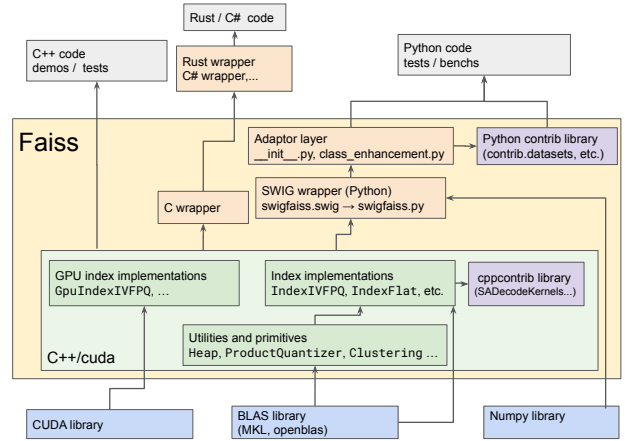 Rust / C# code
C++ code
demos / tests
Rust wrapper
C# wrapper,...
Python code
tests / benchs
Faiss
Adaptor layer
__init__.py, class_enhancement.py
Python contrib library
(contrib.datasets, etc.)
C wrapper
SWIG wrapper (Python)
swigfaiss.swig → swigfaiss.py
GPU index implementations
GpuIndexIVFPQ, ...
Index implementations
IndexIVFPQ, IndexFlat, etc.
cppcontrib library
(SADecodeKernels...)
Utilities and primitives
Heap, ProductQuantizer, Clustering ...
C++/cuda
CUDA library
BLAS library
(MKL, openblas)
Numpy library